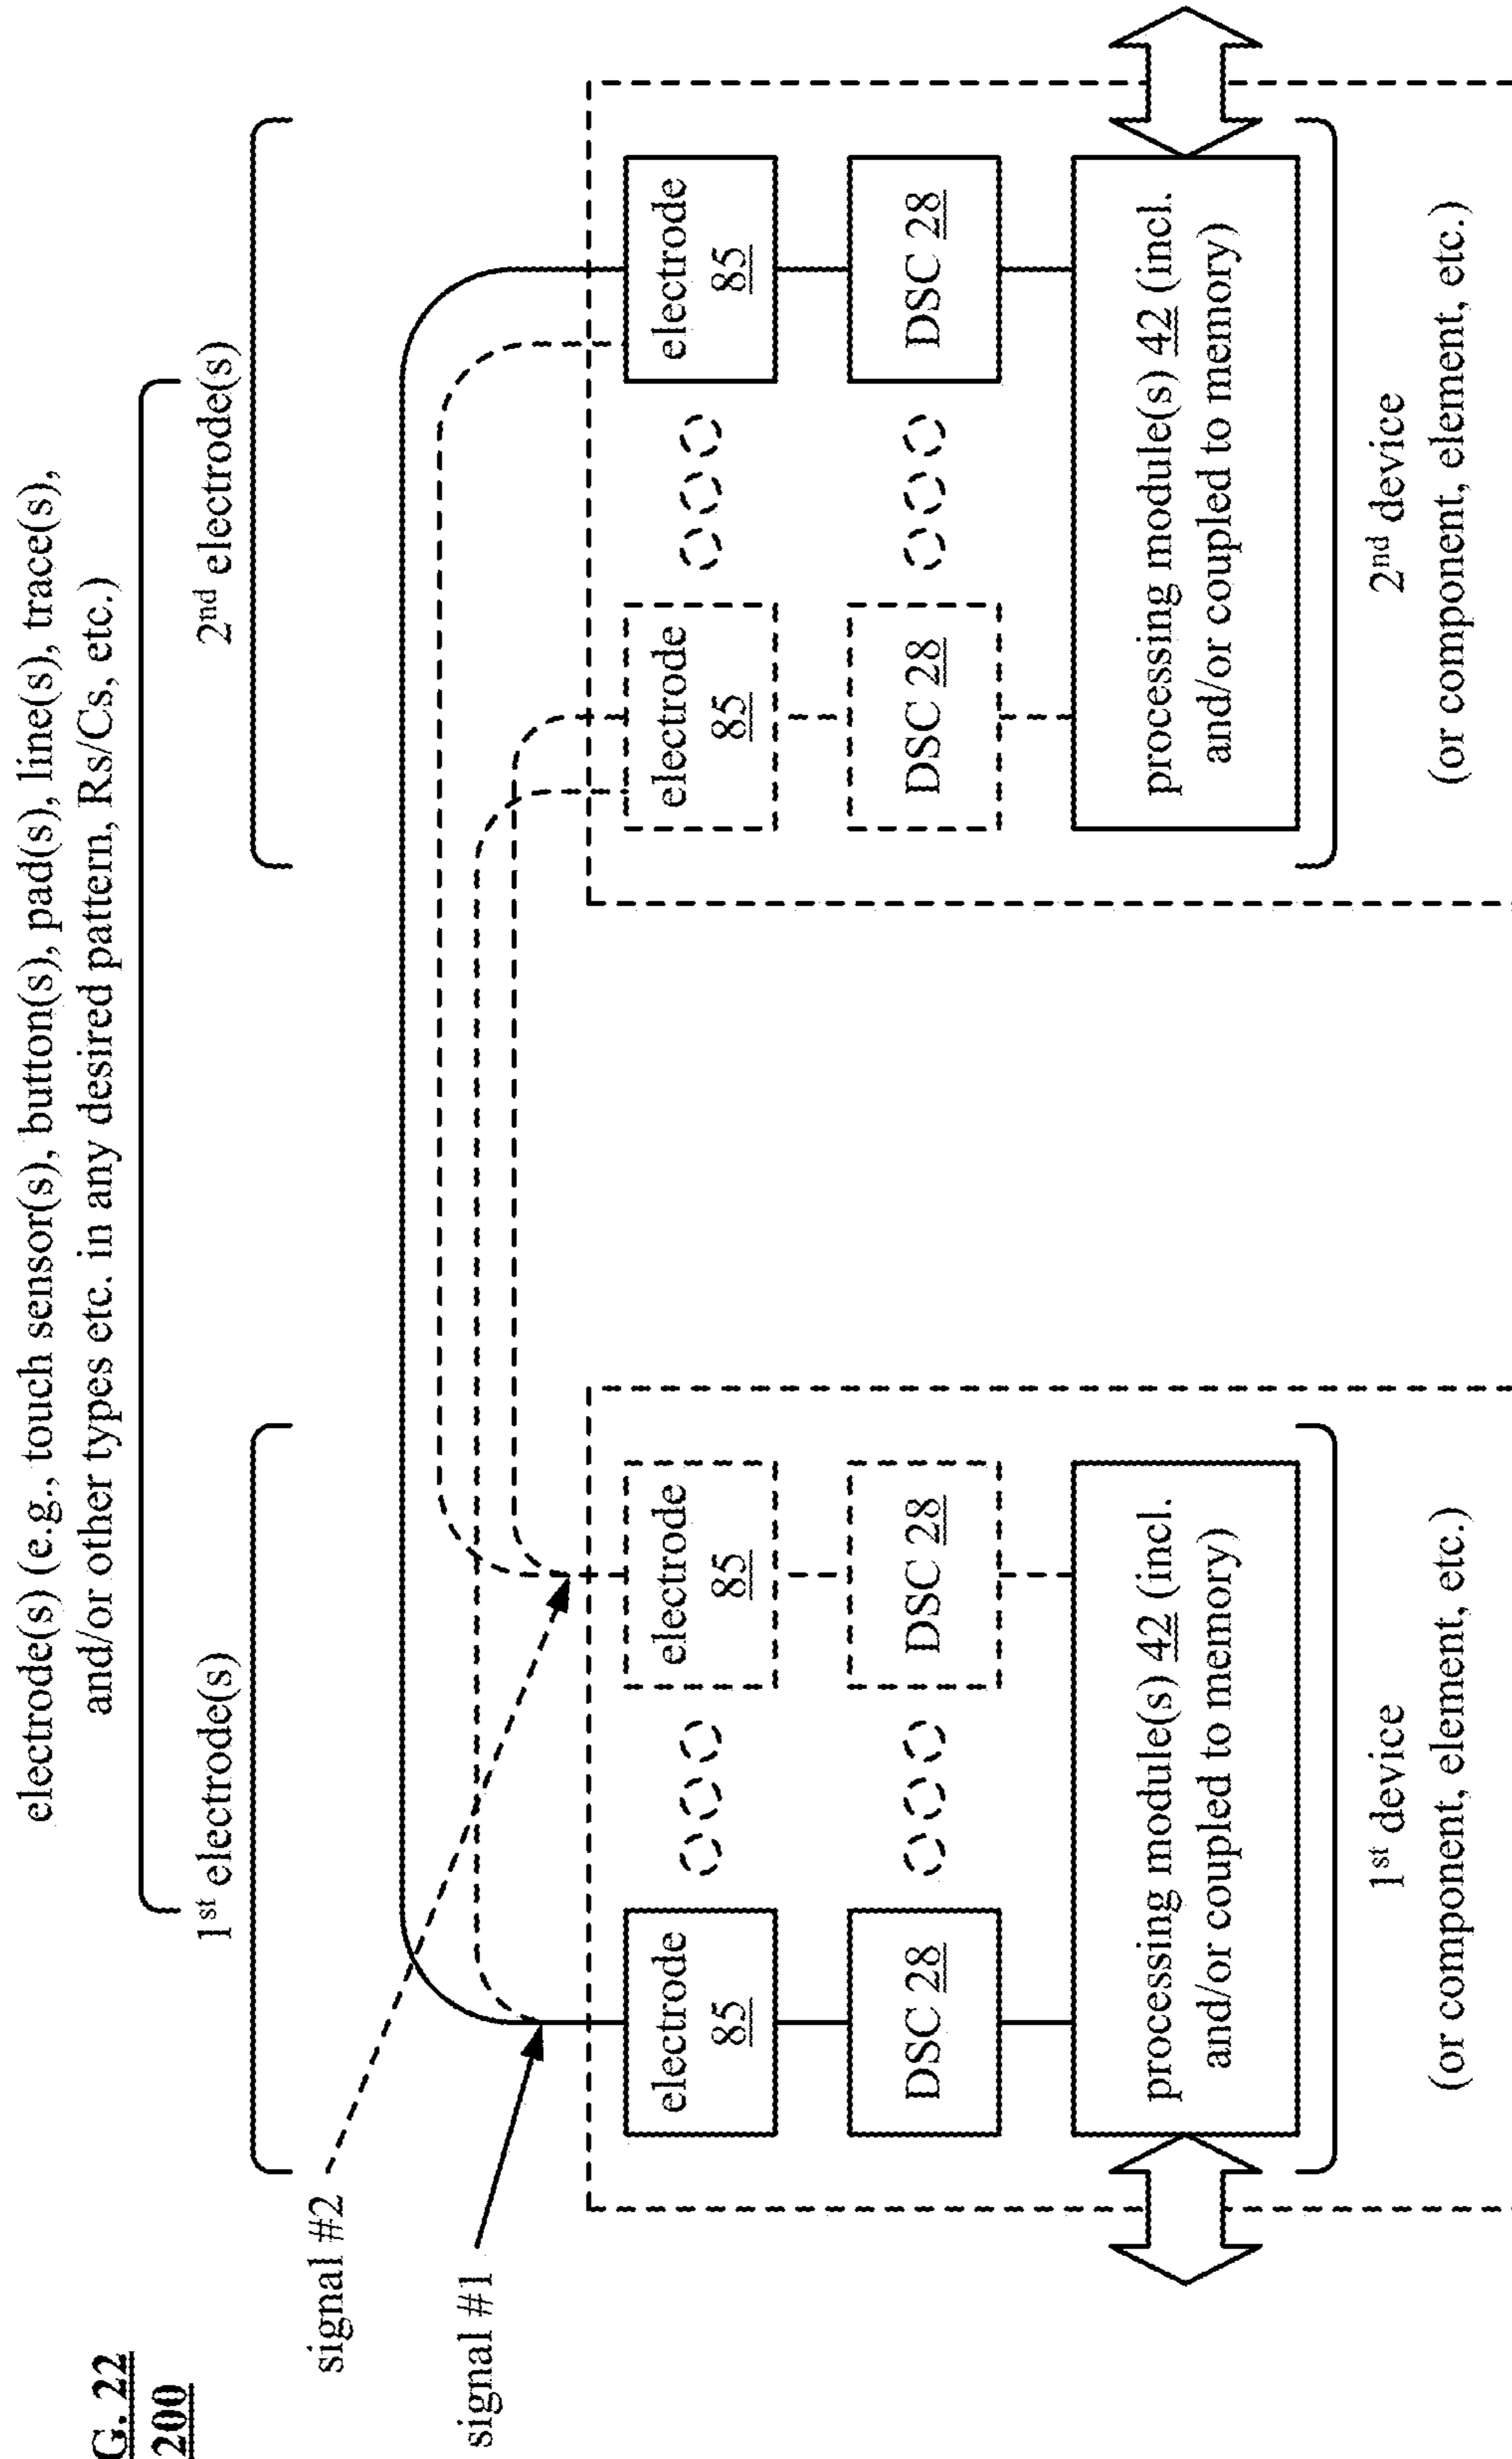 electrode(s) (e.g., touch sensor(s), button(s), pad(s), line(s), trace(s),
and/or other types etc. in any desired pattern, Rs/Cs, etc.)
1st electrode(s)
2nd electrode(s)
signal #2
signal #1
electrode
85
electrode
85
electrode
85
electrode
85
DSC 28
DSC 28
DSC 28
DSC 28
processing module(s) 42 (incl.
and/or coupled to memory)
processing module(s) 42 (incl.
and/or coupled to memory)
1st device
(or component, element, etc.)
2nd device
(or component, element, etc.)
G. 22
200